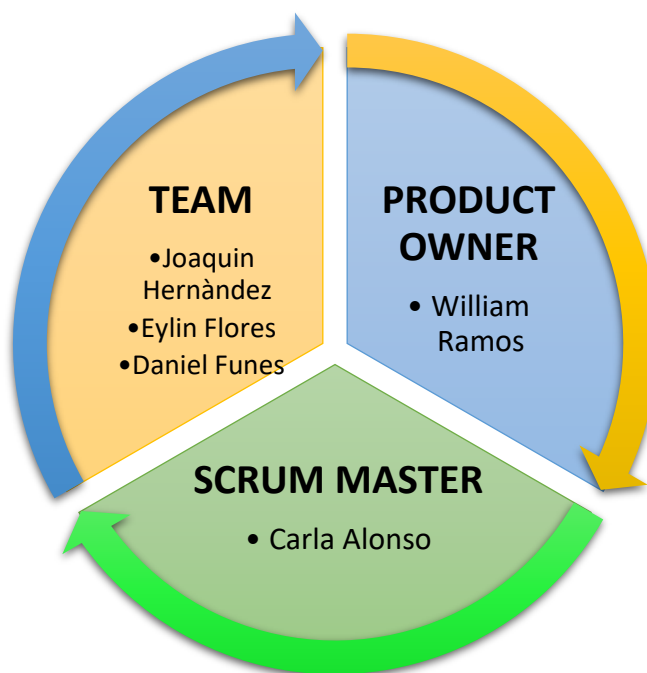 TEAM
•Joaquin
Hernàndez
•Eylin Flores
•Daniel Funes
PRODUCT
OWNER
• William
Ramos
SCRUM MASTER
• Carla Alonso